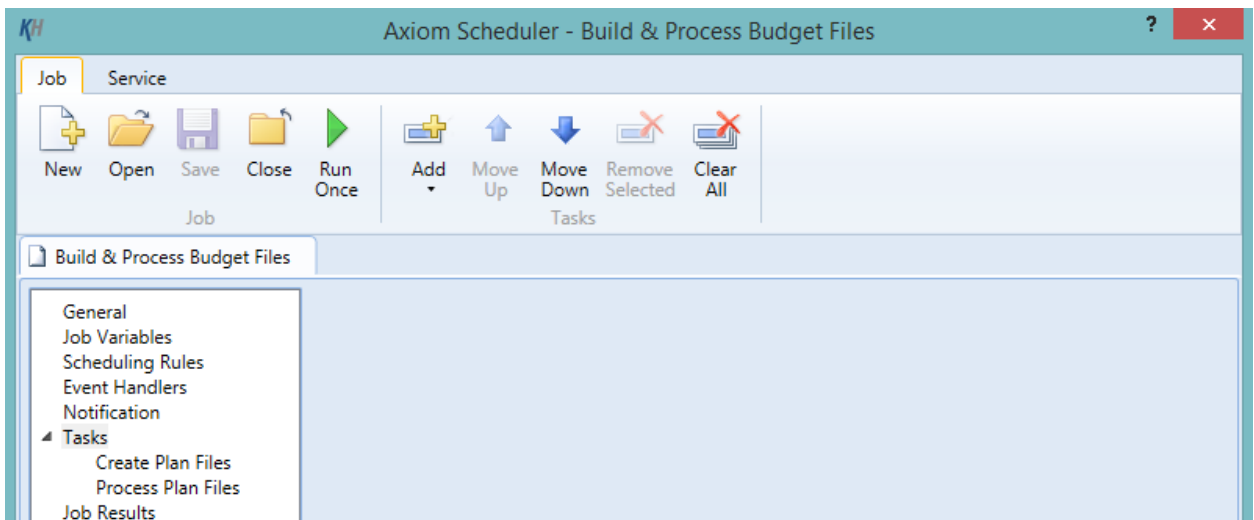 KH
Axiom Scheduler - Build & Process Budget Files
?
Job Service
New Open Save Close Run Once
Add Move Up Move Down Remove Selected Clear All
Job Tasks
Build & Process Budget Files
General
Job Variables
Scheduling Rules
Event Handlers
Notification
Tasks
Create Plan Files
Process Plan Files
Job Results